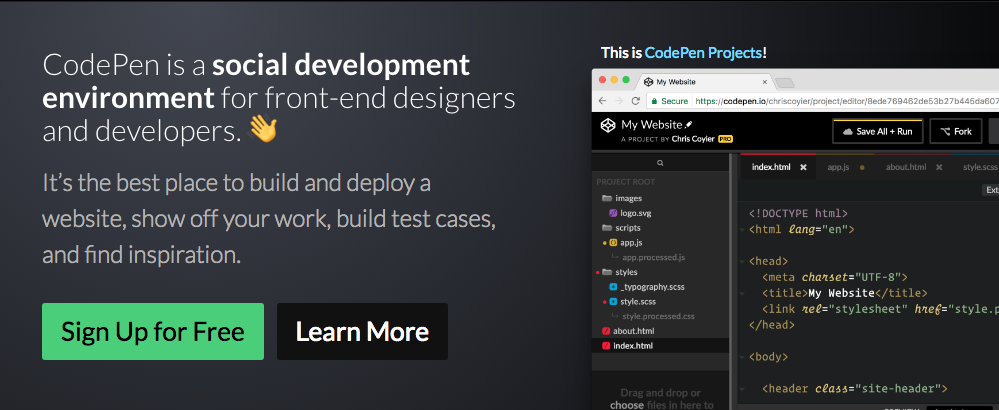 CodePen is a social development
environment for front-end designers
and developers. 👋
It's the best place to build and deploy a
website, show off your work, build test cases,
and find inspiration.
Sign Up for Free
Learn More
This is CodePen Projects!
My Website
Secure https://codepen.io/chriscoyier/project/editor/8ede769462de53b27b445da607
My Website
A PROJECT BY Chris Coyier PRO
Save All + Run
Fork
PROJECT ROOT
images
logo.svg
scripts
app.js
app.processed.js
styles
_typography.scss
style.scss
style.processed.css
about.html
index.html
Drag and drop or
choose files in here to
index.html
app.js
about.html
style.scss
Ext
<!DOCTYPE html>
<html lang="en">
<head>
<meta charset="UTF-8">
<title>My Website</title>
<link rel="stylesheet" href="style.p
</head>
<body>
<header class="site-header">